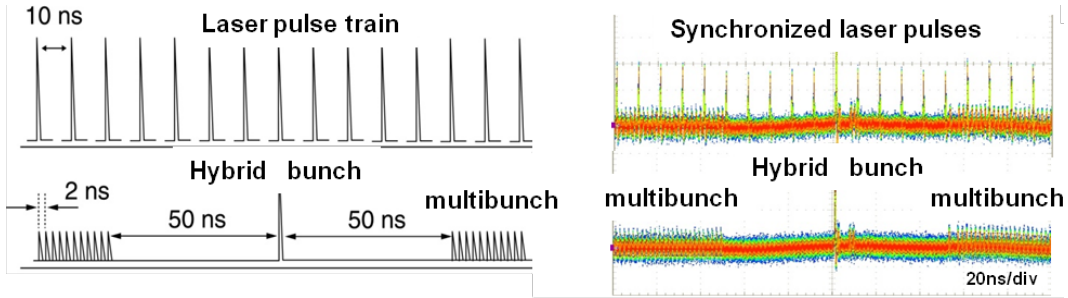 10 ns
Laser pulse train
Hybrid bunch
2 ns
50 ns
50 ns
multibunch
Synchronized laser pulses
Hybrid bunch
multibunch
multibunch
20ns/div